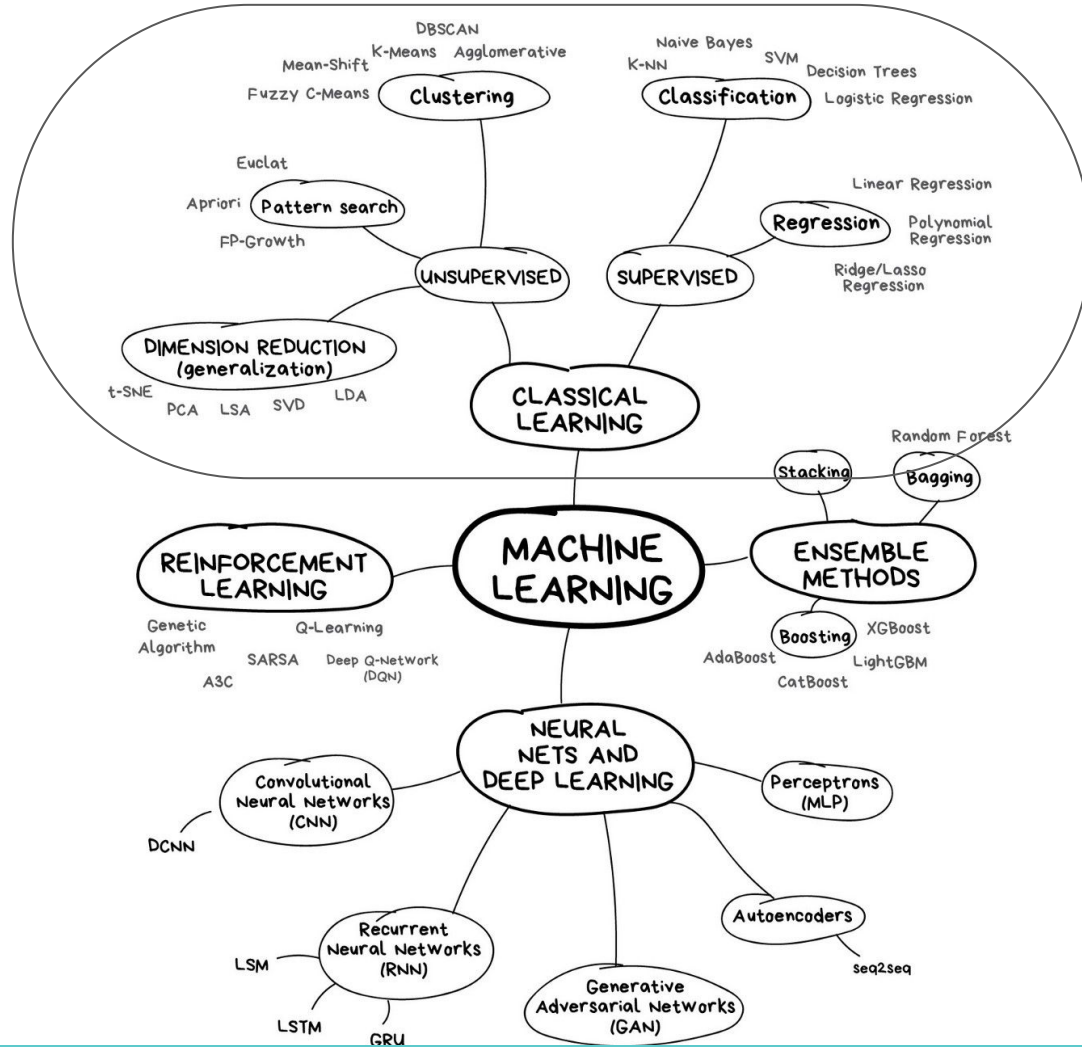 DBSCAN
K-Means
Agglomerative
Mean-Shift
Fuzzy C-Means
Clustering
Naive Bayes
K-NN
SVM
Decision Trees
Classification
Logistic Regression
Euclat
Apriori
Pattern search
FP-Growth
Linear Regression
Regression
Polynomial
Regression
Ridge/Lasso
Regression
UNSUPERVISED
SUPERVISED
DIMENSION REDUCTION
(generalization)
t-SNE
PCA
LSA
SVD
LDA
CLASSICAL
LEARNING
Random Forest
Stacking
Bagging
MACHINE
LEARNING
REINFORCEMENT
LEARNING
Genetic
Algorithm
Q-Learning
SARSA
Deep Q-Network
(DQN)
A3C
ENSEMBLE
METHODS
Boosting
XGBoost
AdaBoost
LightGBM
CatBoost
NEURAL
NETS AND
DEEP LEARNING
Convolutional
Neural Networks
(CNN)
DCNN
Perceptrons
(MLP)
Recurrent
Neural Networks
(RNN)
LSM
LSTM
GRU
Generative
Adversarial Networks
(GAN)
Autoencoders
seq2seq